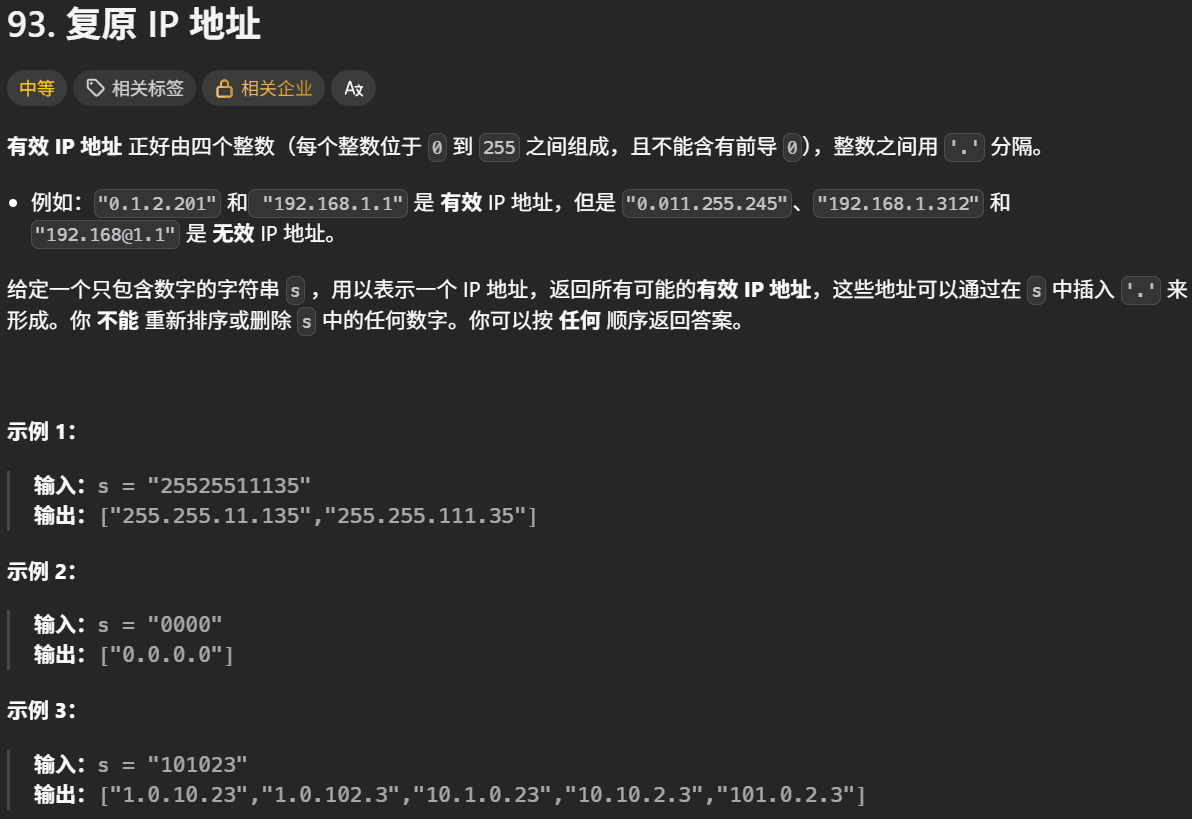 93. 复原 IP 地址
中等 相关标签 相关企业 Az
有效 IP 地址 正好由四个整数（每个整数位于 0 到 255 之间组成，且不能含有前导 0），整数之间用 '.' 分隔。
• 例如："0.1.2.201" 和 "192.168.1.1" 是 有效 IP 地址，但是 "0.011.255.245"、"192.168.1.312" 和
"192.168@1.1" 是 无效 IP 地址。
给定一个只包含数字的字符串 s ，用以表示一个 IP 地址，返回所有可能的有效 IP 地址，这些地址可以通过在 s 中插入 '.' 来
形成。你 不能 重新排序或删除 s 中的任何数字。你可以按 任何 顺序返回答案。
示例 1：
输入：s = "25525511135"
输出：["255.255.11.135","255.255.111.35"]
示例 2：
输入：s = "0000"
输出：["0.0.0.0"]
示例 3：
输入：s = "101023"
输出：["1.0.10.23","1.0.102.3","10.1.0.23","10.10.2.3","101.0.2.3"]